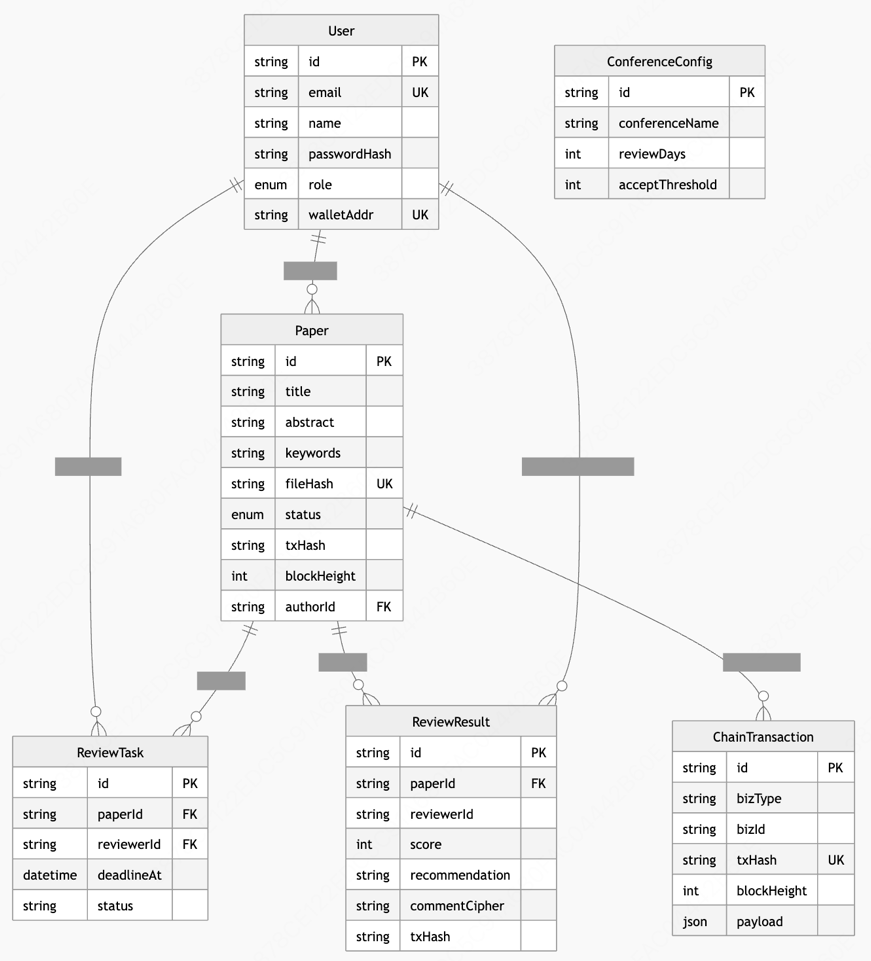 User
string id PK
string email UK
string name
string passwordHash
enum role
string walletAddr UK
ConferenceConfig
string id PK
string conferenceName
int reviewDays
int acceptThreshold
Paper
string id PK
string title
string abstract
string keywords
string fileHash UK
enum status
string txHash
int blockHeight
string authorId FK
ReviewTask
string id PK
string paperId FK
string reviewerId FK
datetime deadlineAt
string status
ReviewResult
string id PK
string paperId FK
string reviewerId
int score
string recommendation
string commentCipher
string txHash
ChainTransaction
string id PK
string bizType
string bizId
string txHash UK
int blockHeight
json payload